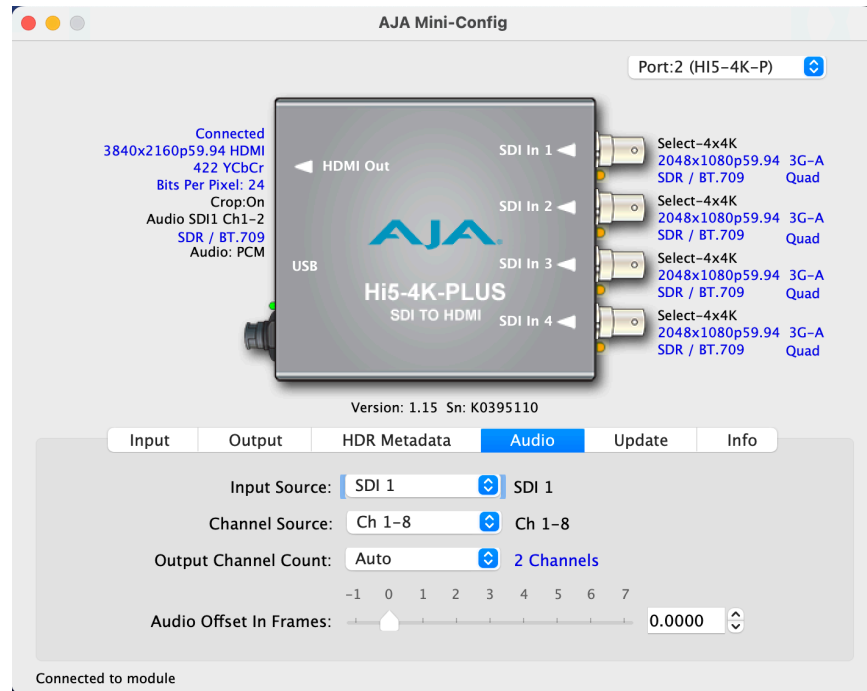 AJA Mini-Config
Port:2 (HI5-4K-P)
Connected
3840x2160p59.94 HDMI
422 YCbCr
Bits Per Pixel: 24
Crop:On
Audio SDI1 Ch1-2
SDR / BT.709
Audio: PCM
HDMI Out
USB
AJA
Hi5-4K-PLUS
SDI TO HDMI
SDI In 1
SDI In 2
SDI In 3
SDI In 4
Select-4x4K
2048x1080p59.94 3G-A
SDR / BT.709 Quad
Select-4x4K
2048x1080p59.94 3G-A
SDR / BT.709 Quad
Select-4x4K
2048x1080p59.94 3G-A
SDR / BT.709 Quad
Select-4x4K
2048x1080p59.94 3G-A
SDR / BT.709 Quad
Version: 1.15 Sn: K0395110
Input Output HDR Metadata Audio Update Info
Input Source: SDI 1 SDI 1
Channel Source: Ch 1-8 Ch 1-8
Output Channel Count: Auto 2 Channels
-1 0 1 2 3 4 5 6 7
Audio Offset In Frames: 0.0000
Connected to module